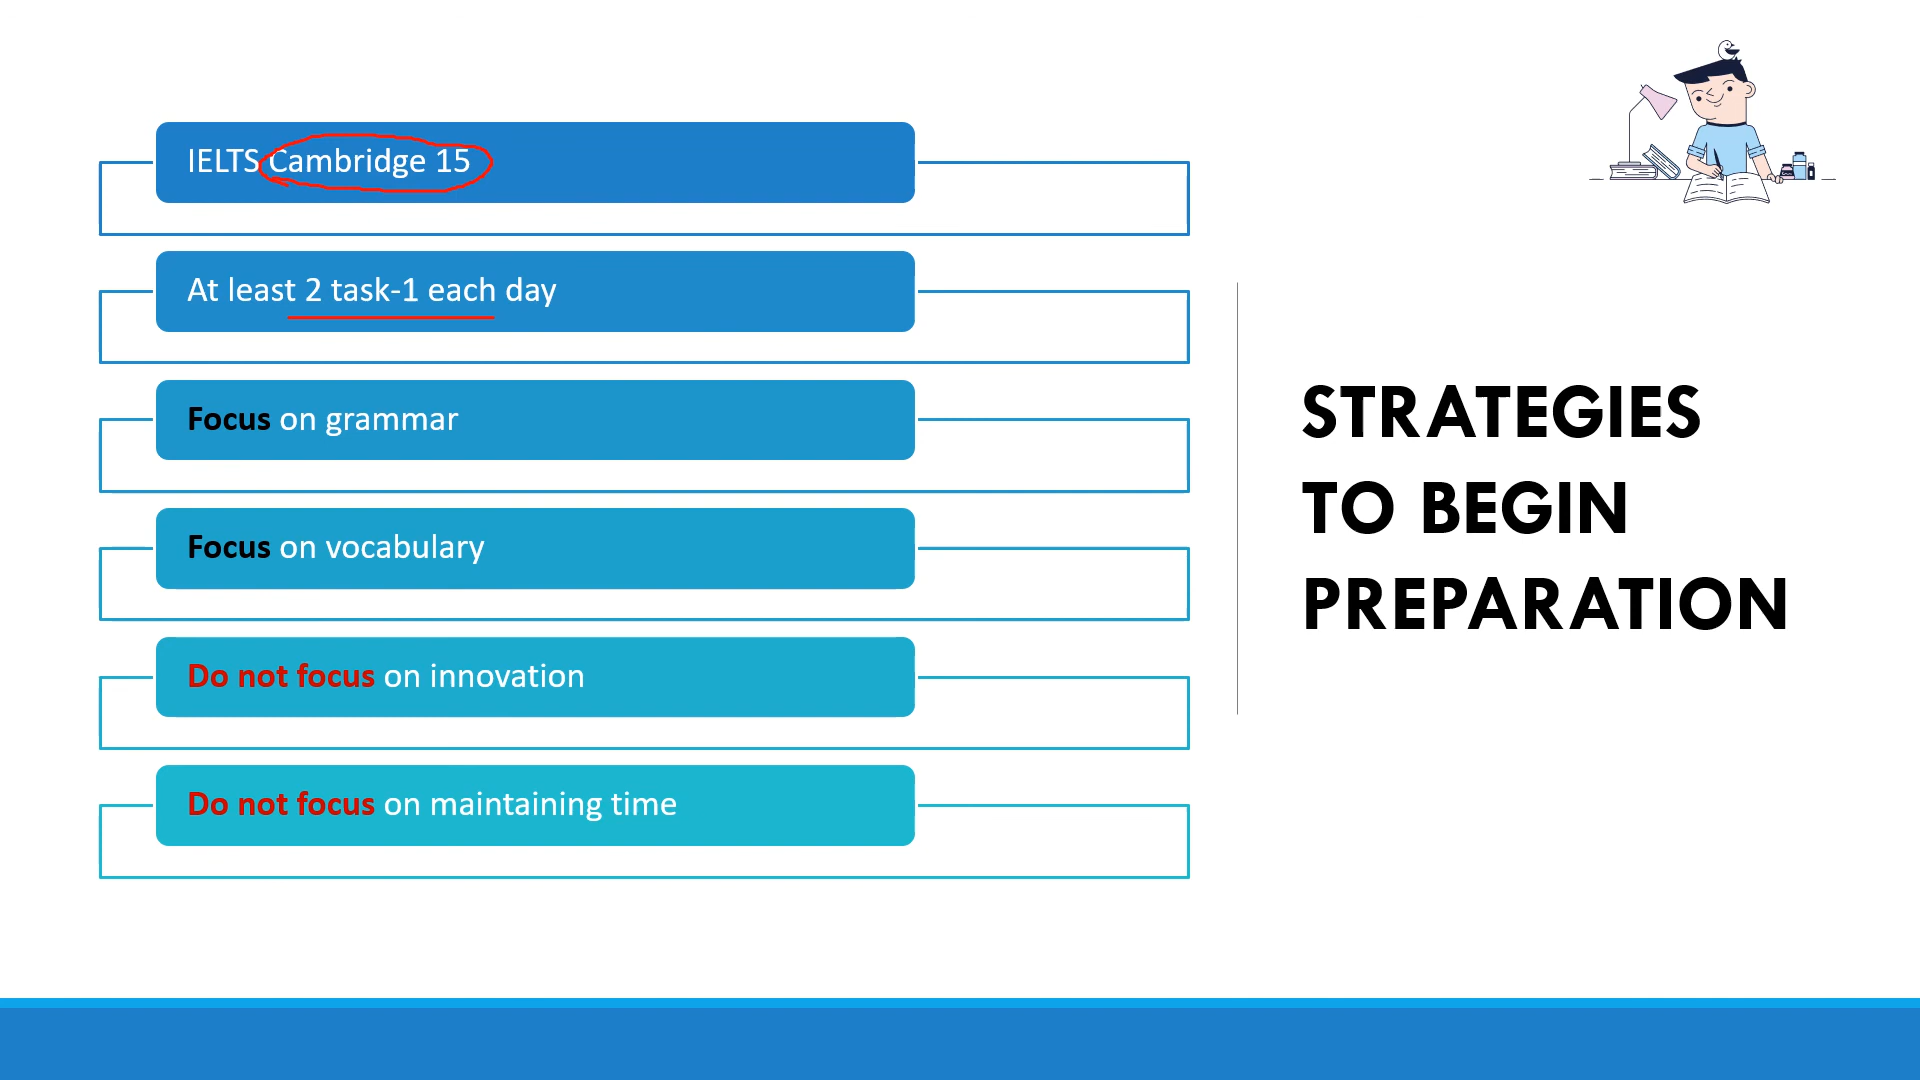 IELTS Cambridge 15
At least 2 task-1 each day
Focus on grammar
Focus on vocabulary
Do not focus on innovation
Do not focus on maintaining time
STRATEGIES
TO BEGIN
PREPARATION